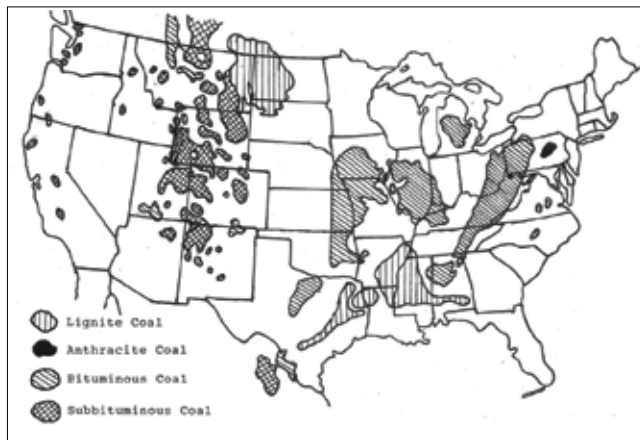 Lignite Coal
Anthracite Coal
Bituminous Coal
Subbituminous Coal